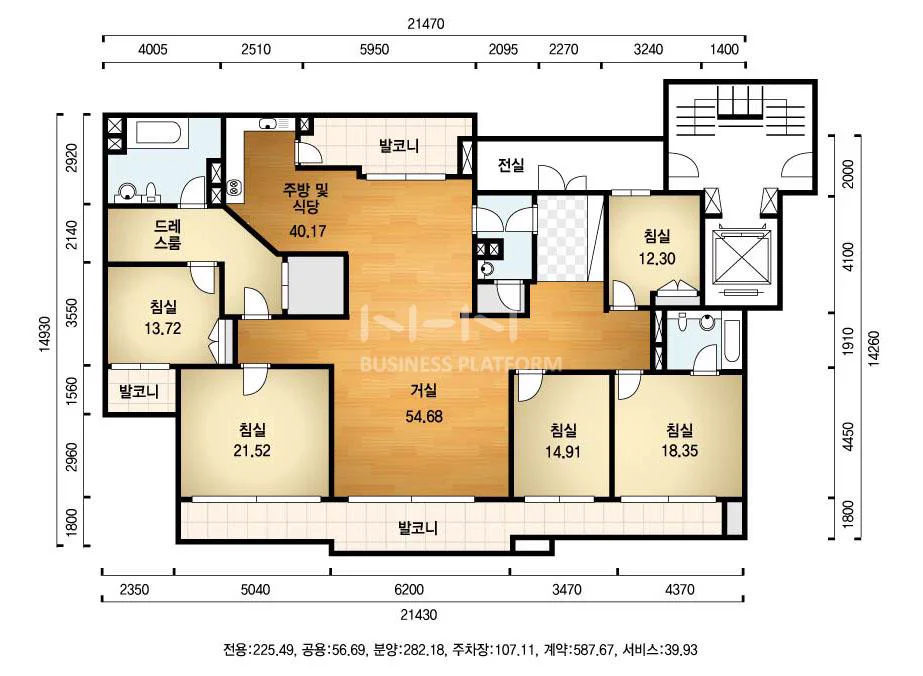 21470
4005 2510 5950 2095 2270 3240 1400
발코니
전실
주방 및
식당
40.17
드레
스룸
침실
12.30
침실
13.72
N-HN
BUSINESS PLATFORM
발코니
거실
54.68
침실
21.52
침실
14.91
침실
18.35
발코니
14930
2920
2140
3550
1560
2960
1800
2000
4100
1910
4450
1800
14260
2350 5040 6200 3470 4370
21430
전용:225.49, 공용:56.69, 분양:282.18, 주차장:107.11, 계약:587.67, 서비스:39.93